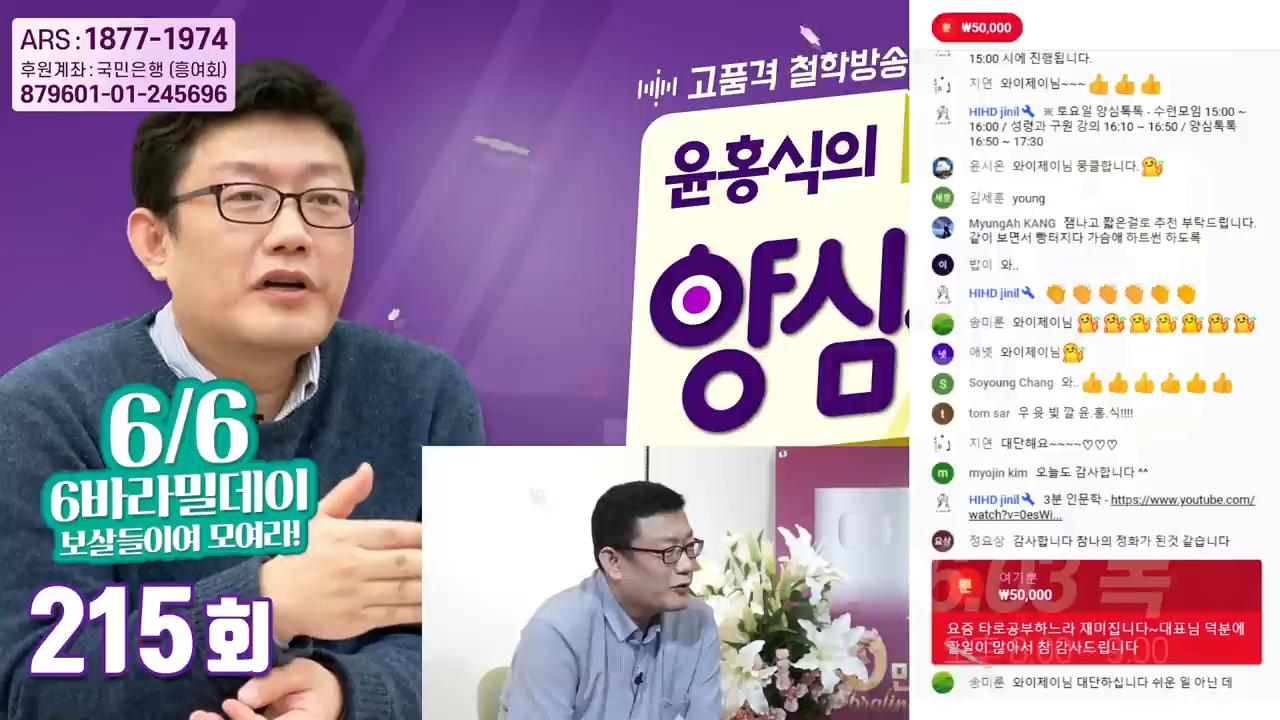 ARS : 1877-1974
후원계좌 : 국민은행 (흥여회)
879601-01-245696
고품격 철학방송
윤홍식의
양심
6/6
6바라밀데이
보살들이여 모여라!
215회
₩50,000
15:00 시에 진행됩니다.
지면 와이제이님~~~👍👍👍
HIHD jinil ※ 토요일 양심톡톡 - 수련모임 15:00 ~
16:00 / 성령과 구원 강의 16:10 ~ 16:50 / 양심톡톡
16:50 ~ 17:30
윤시온 와이제이님 뭉클합니다.🤗
김세훈 young
MyungAh KANG 잼나고 짧은걸로 추천 부탁드립니다.
같이 보면서 빵터지다 가슴얘 하트썬 하도록
밥이 와..
HIHD jinil 👏👏👏👏👏👏
송미룬 와이제이님🤗🤗🤗🤗🤗🤗🤗
애넷 와이제이님🤗
Soyoung Chang 와..👍👍👍👍👍👍
tom sar 우 윳 빛 깔 윤.홍.식!!!!
지면 대단해요~~~~♡♡♡
myojin kim 오늘도 감사합니다 ^^
HIHD jinil 3분 인문학 - https://www.youtube.com/
watch?v=0esWi...
정요상 감사합니다 참나의 정화가 된것 같습니다
여기뿐
₩50,000
요즘 타로공부하느라 재미집니다~대표님 덕분에
할일이 많아서 참 감사드립니다
송미룬 와이제이님 대단하십니다 쉬운 일 아닌 데